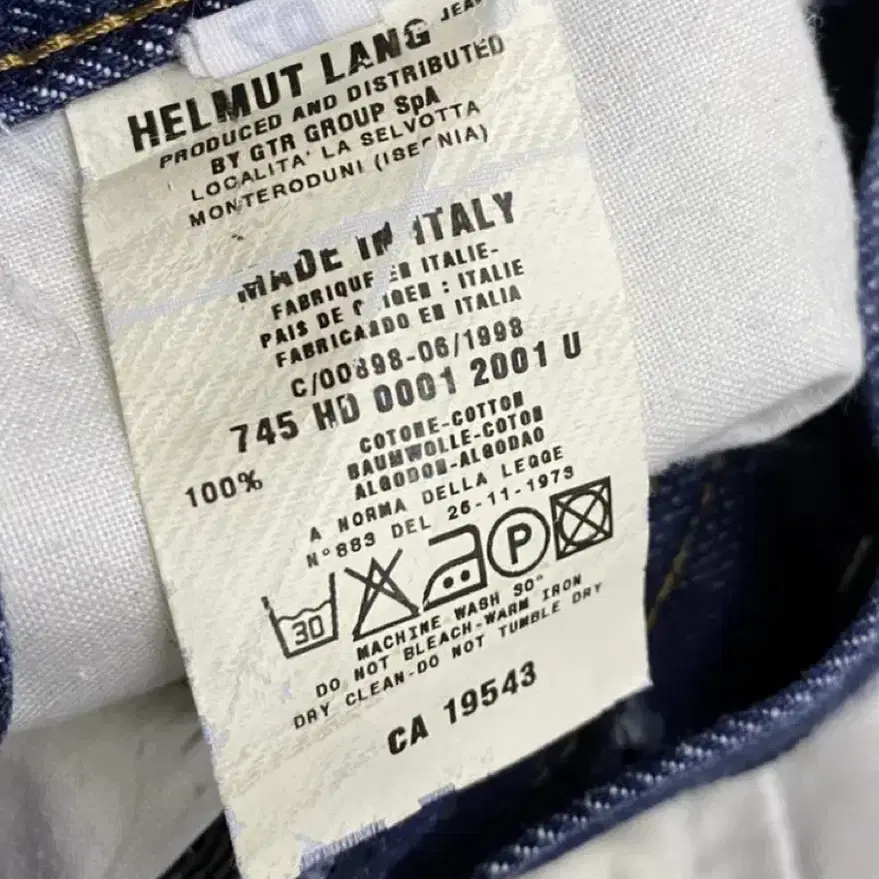 HELMUT LANG JEANS
PRODUCED AND DISTRIBUTED
BY GTR GROUP SpA
LOCALITA' LA SELVOTTA
MONTERODUNI (ISERNIA)
MADE IN ITALY
FABRIQUE EN ITALIE-
PAIS DE ORIGEN : ITALIE
FABRICANDO EN ITALIA
C/00898-06/1998
745 HD 0001 2001 U
COTONE-COTTON
100% BAUMWOLLE-COTON
ALGODON-ALGODAO
A NORMA DELLA LEGGE
N°883 DEL 26-11-1973
30 P
MACHINE WASH 30°
DO NOT BLEACH-WARM IRON
DRY CLEAN-DO NOT TUMBLE DRY
CA 19543